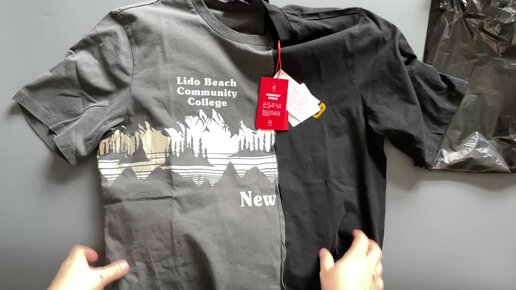 Lido Beach
Community
College
New